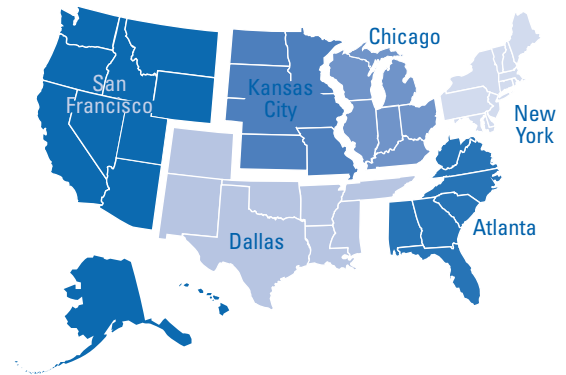 Chicago
San
Francisco
Kansas
City
New
York
Atlanta
Dallas